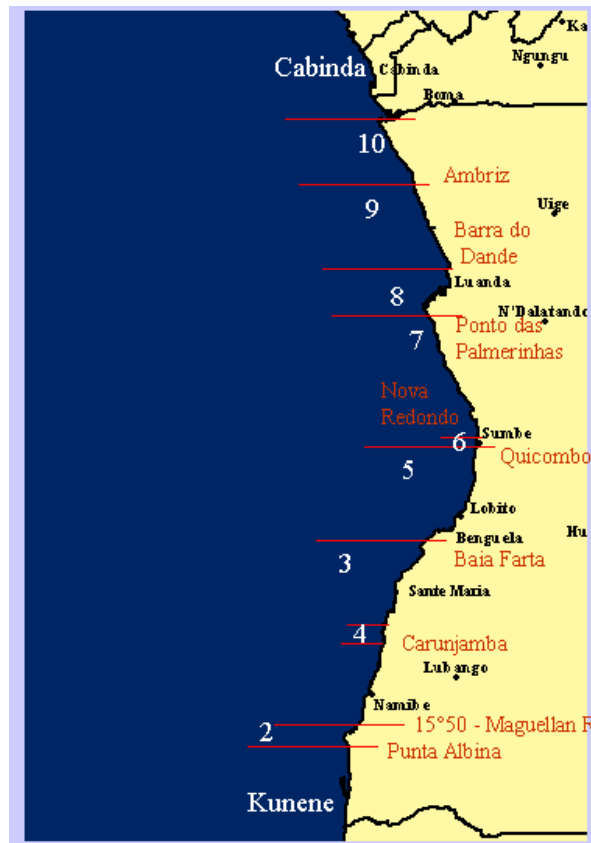 Ka
Ngungu
Cabinda
Cabinda
Boma
10
Ambriz
9
Uige
Barra do
Dande
Luanda
8
N'Dalatando
7
Ponto das
Palmerinhas
Nova
Redondo
6
Sumbe
Quicombo
5
Lobito
Benguela
Hu
3
Baia Farta
Sante Maria
4
Carunjamba
Lubango
Namibe
2
15°50 - Maguellan R
Punta Albina
Kunene